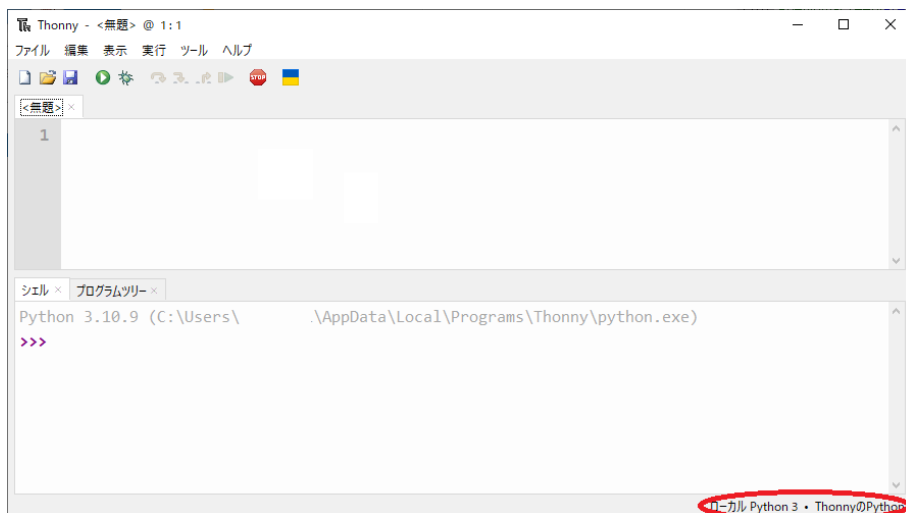 Thonny - <無題> @ 1:1
ファイル 編集 表示 実行 ツール ヘルプ
STOP
<無題> ×
1
シェル × プログラムツリー ×
Python 3.10.9 (C:\Users\ .\AppData\Local\Programs\Thonny\python.exe)
>>>
ローカル Python 3 • ThonnyのPython